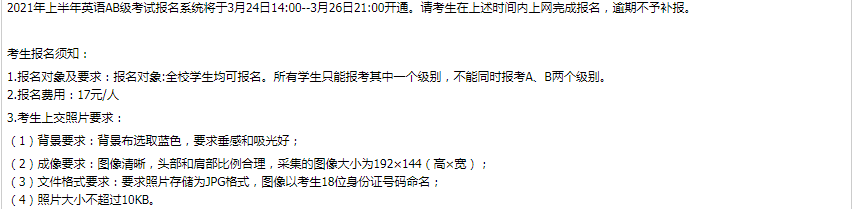 2021年上半年英语AB级考试报名系统将于3月24日14:00--3月26日21:00开通。请考生在上述时间内上网完成报名，逾期不予补报。
考生报名须知：
1.报名对象及要求：报名对象:全校学生均可报名。所有学生只能报考其中一个级别，不能同时报考A、B两个级别。
2.报名费用：17元/人
3.考生上交照片要求：
（1）背景要求：背景布选取蓝色，要求垂感和吸光好；
（2）成像要求：图像清晰，头部和肩部比例合理，采集的图像大小为192×144（高×宽）；
（3）文件格式要求：要求照片存储为JPG格式，图像以考生18位身份证号码命名；
（4）照片大小不超过10KB。